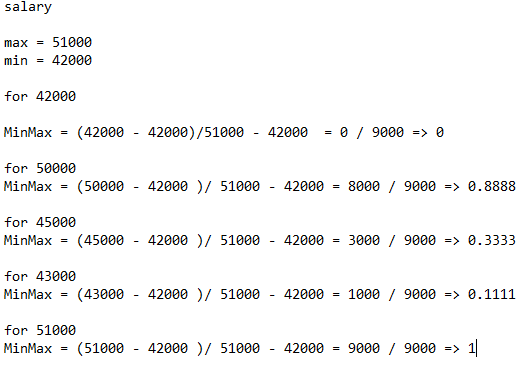 salary
max = 51000
min = 42000
for 42000
MinMax = (42000 - 42000)/51000 - 42000  = 0 / 9000 => 0
for 50000
MinMax = (50000 - 42000 )/ 51000 - 42000 = 8000 / 9000 => 0.8888
for 45000
MinMax = (45000 - 42000 )/ 51000 - 42000 = 3000 / 9000 => 0.3333
for 43000
MinMax = (43000 - 42000 )/ 51000 - 42000 = 1000 / 9000 => 0.1111
for 51000
MinMax = (51000 - 42000 )/ 51000 - 42000 = 9000 / 9000 => 1